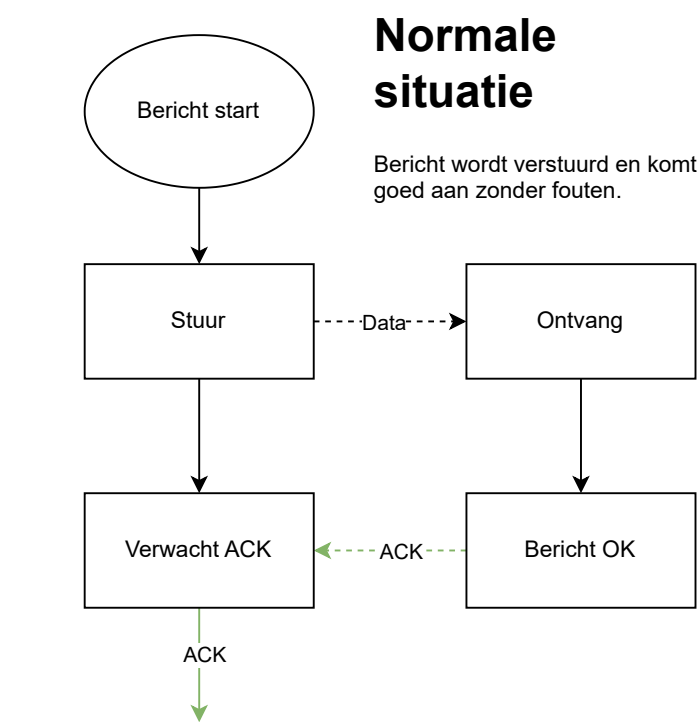 Normale
situatie
Bericht start
Bericht wordt verstuurd en komt
goed aan zonder fouten.
Stuur
Data
Ontvang
Verwacht ACK
ACK
Bericht OK
ACK